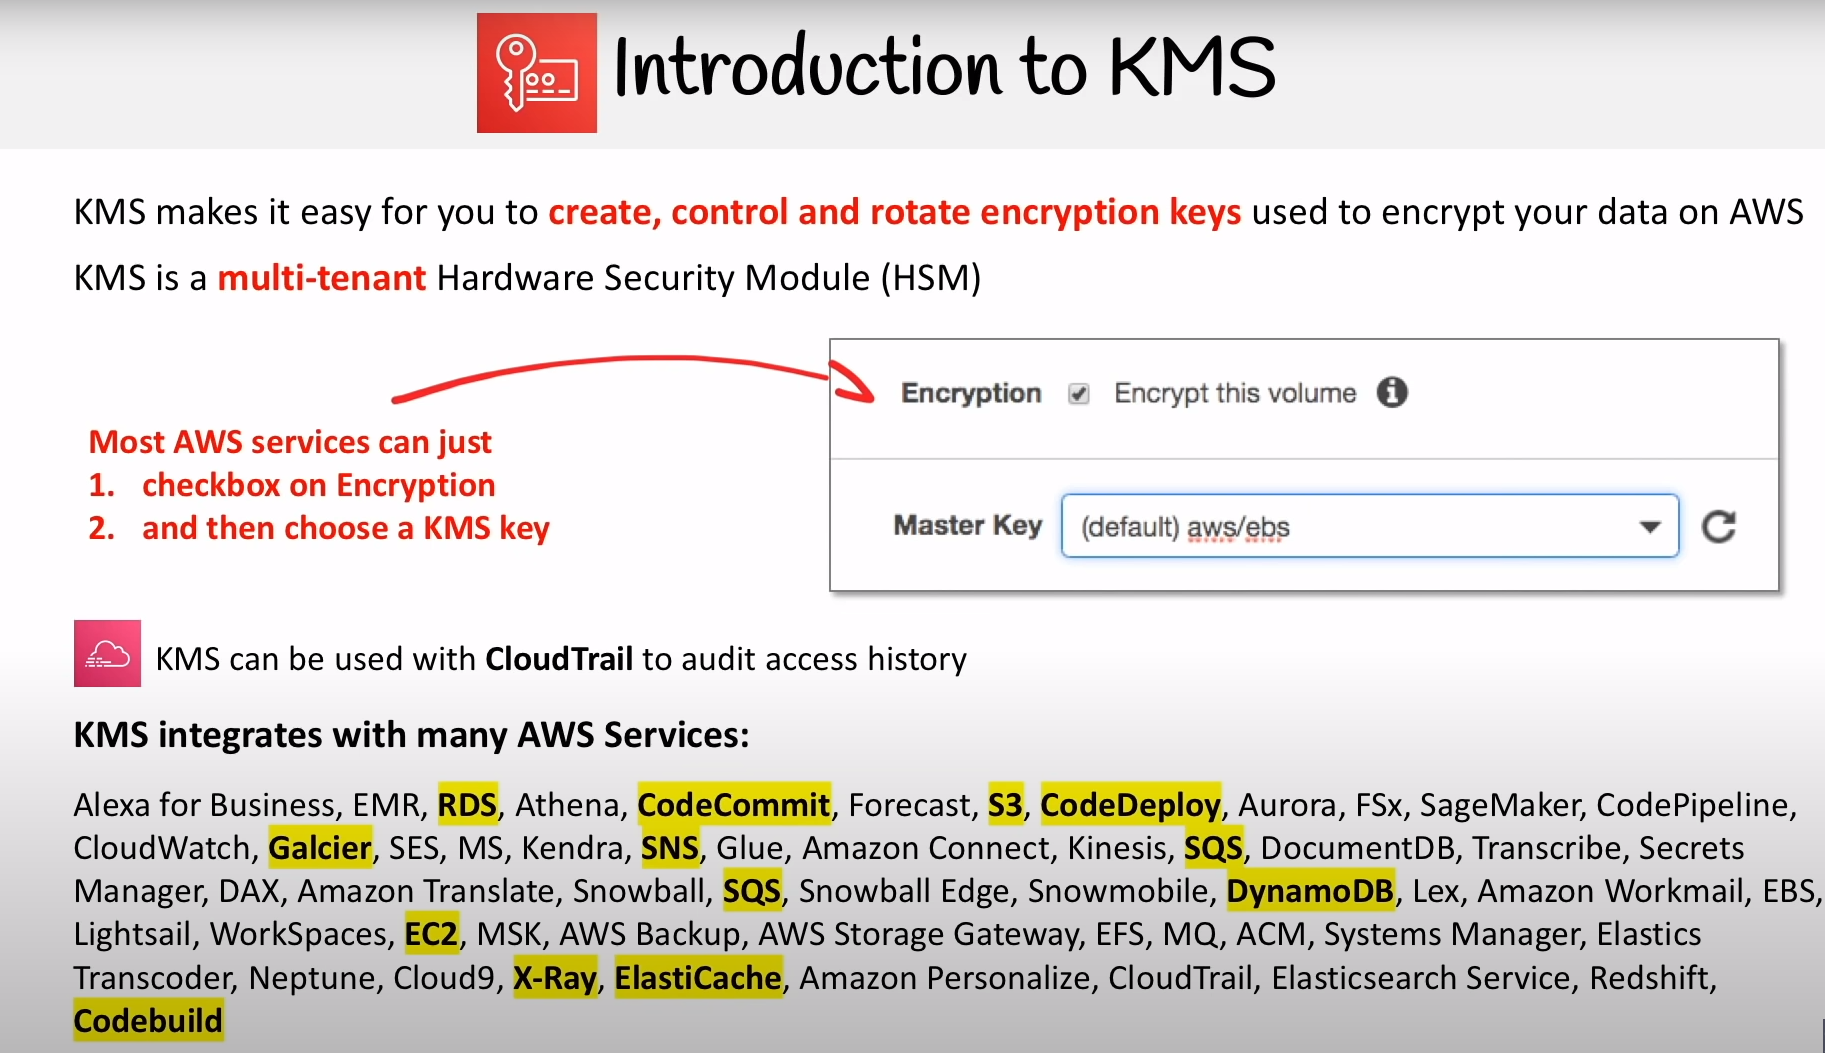 Introduction to KMS
KMS makes it easy for you to create, control and rotate encryption keys used to encrypt your data on AWS
KMS is a multi-tenant Hardware Security Module (HSM)
Most AWS services can just
1. checkbox on Encryption
2. and then choose a KMS key
Encryption Encrypt this volume
Master Key (default) aws/ebs
KMS can be used with CloudTrail to audit access history
KMS integrates with many AWS Services:
Alexa for Business, EMR, RDS, Athena, CodeCommit, Forecast, S3, CodeDeploy, Aurora, FSx, SageMaker, CodePipeline,
CloudWatch, Galcier, SES, MS, Kendra, SNS, Glue, Amazon Connect, Kinesis, SQS, DocumentDB, Transcribe, Secrets
Manager, DAX, Amazon Translate, Snowball, SQS, Snowball Edge, Snowmobile, DynamoDB, Lex, Amazon Workmail, EBS,
Lightsail, WorkSpaces, EC2, MSK, AWS Backup, AWS Storage Gateway, EFS, MQ, ACM, Systems Manager, Elastics
Transcoder, Neptune, Cloud9, X-Ray, ElastiCache, Amazon Personalize, CloudTrail, Elasticsearch Service, Redshift,
Codebuild